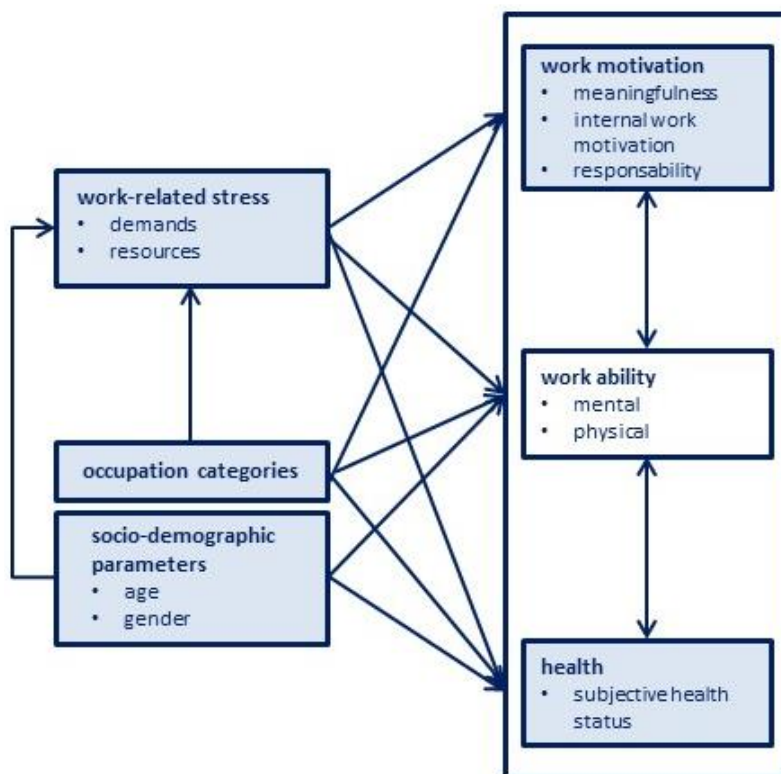 work-related stress
• demands
• resources
occupation categories
socio-demographic
parameters
• age
• gender
work motivation
• meaningfulness
• internal work
motivation
• responsability
work ability
• mental
• physical
health
• subjective health
status